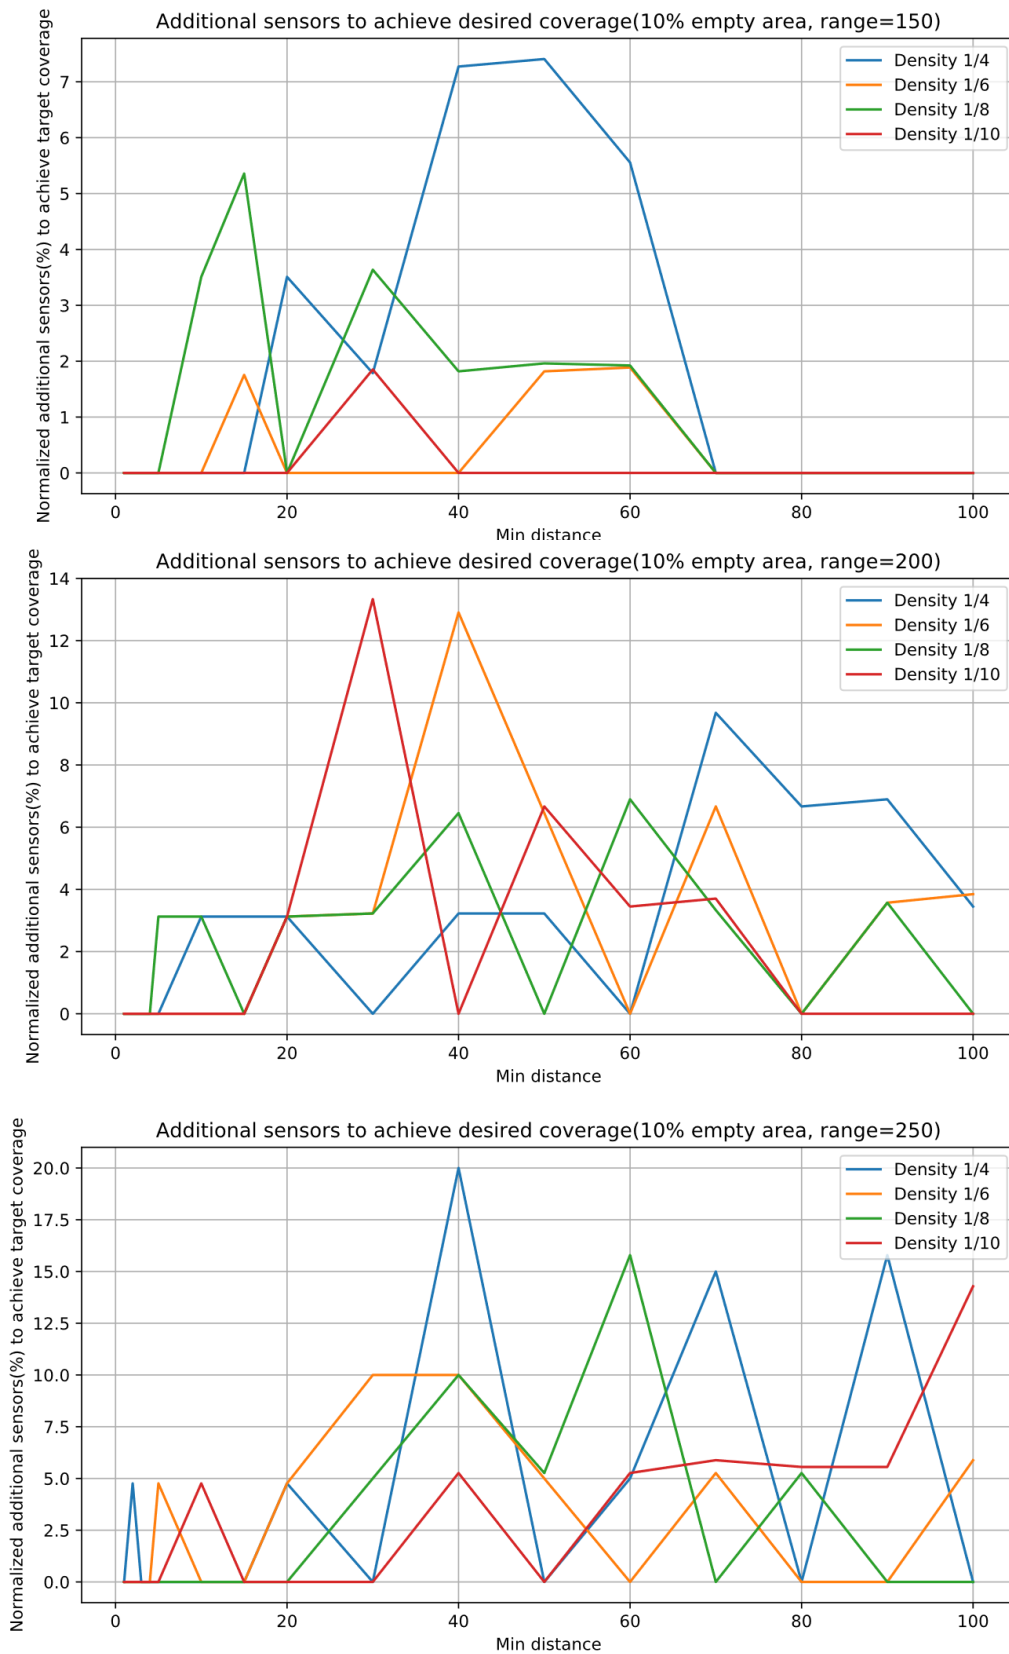 Additional sensors to achieve desired coverage(10% empty area, range=150)
Normalized additional sensors(%) to achieve target coverage
7
6
5
4
3
2
1
0
Density 1/4
Density 1/6
Density 1/8
Density 1/10
0 20 40 60 80 100
Min distance
Additional sensors to achieve desired coverage(10% empty area, range=200)
Normalized additional sensors(%) to achieve target coverage
14
12
10
8
6
4
2
0
Density 1/4
Density 1/6
Density 1/8
Density 1/10
0 20 40 60 80 100
Min distance
Additional sensors to achieve desired coverage(10% empty area, range=250)
Normalized additional sensors(%) to achieve target coverage
20.0
17.5
15.0
12.5
10.0
7.5
5.0
2.5
0.0
Density 1/4
Density 1/6
Density 1/8
Density 1/10
0 20 40 60 80 100
Min distance